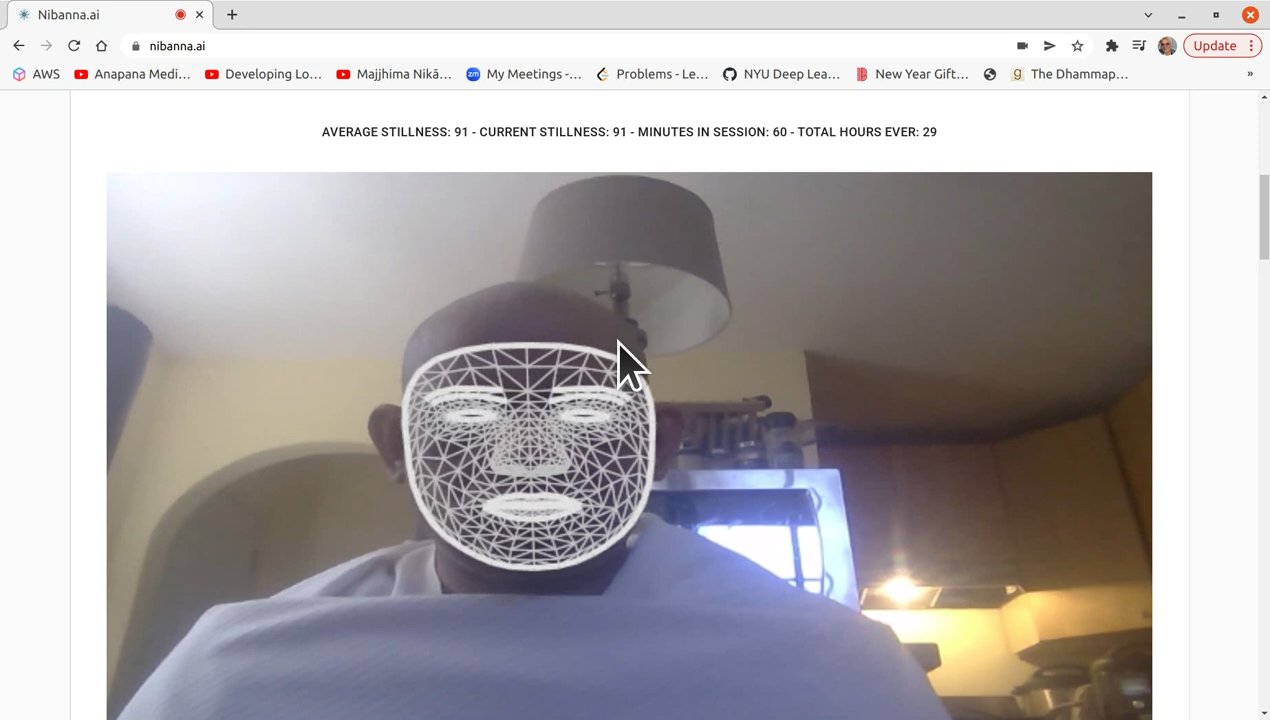 Nibanna.ai
nibanna.ai
Update
AWS Anapana Medi... Developing Lo... Majjhima Nikā... zm My Meetings -... Problems - Le... NYU Deep Lea... New Year Gift... The Dhammap... »
AVERAGE STILLNESS: 91 - CURRENT STILLNESS: 91 - MINUTES IN SESSION: 60 - TOTAL HOURS EVER: 29